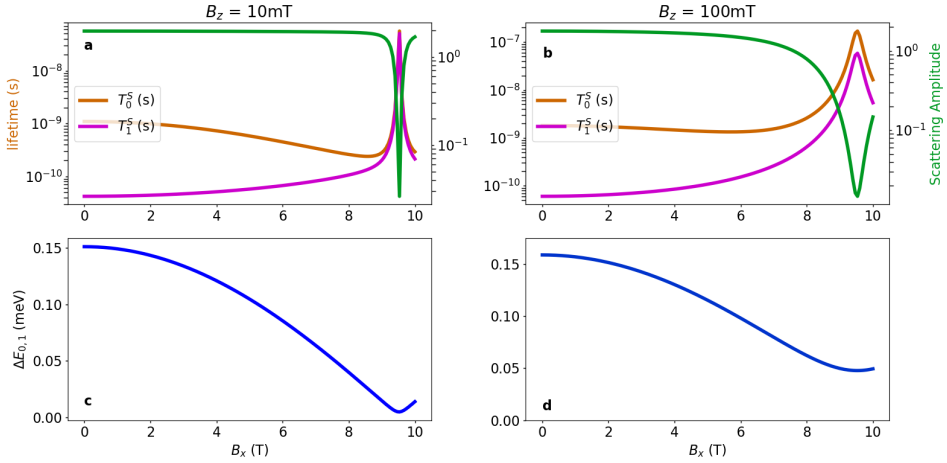 B_z = 10mT
B_z = 100mT
a
b
T_0^S (s)
T_1^S (s)
T_0^S (s)
T_1^S (s)
lifetime (s)
Scattering Amplitude
10^-8
10^-9
10^-10
10^0
10^-1
10^-7
10^-8
10^-9
10^-10
10^0
10^-1
0 2 4 6 8 10
0 2 4 6 8 10
0.15
0.10
0.05
0.00
ΔE_0,1 (meV)
c
0.15
0.10
0.05
0.00
d
0 2 4 6 8 10
0 2 4 6 8 10
B_x (T)
B_x (T)